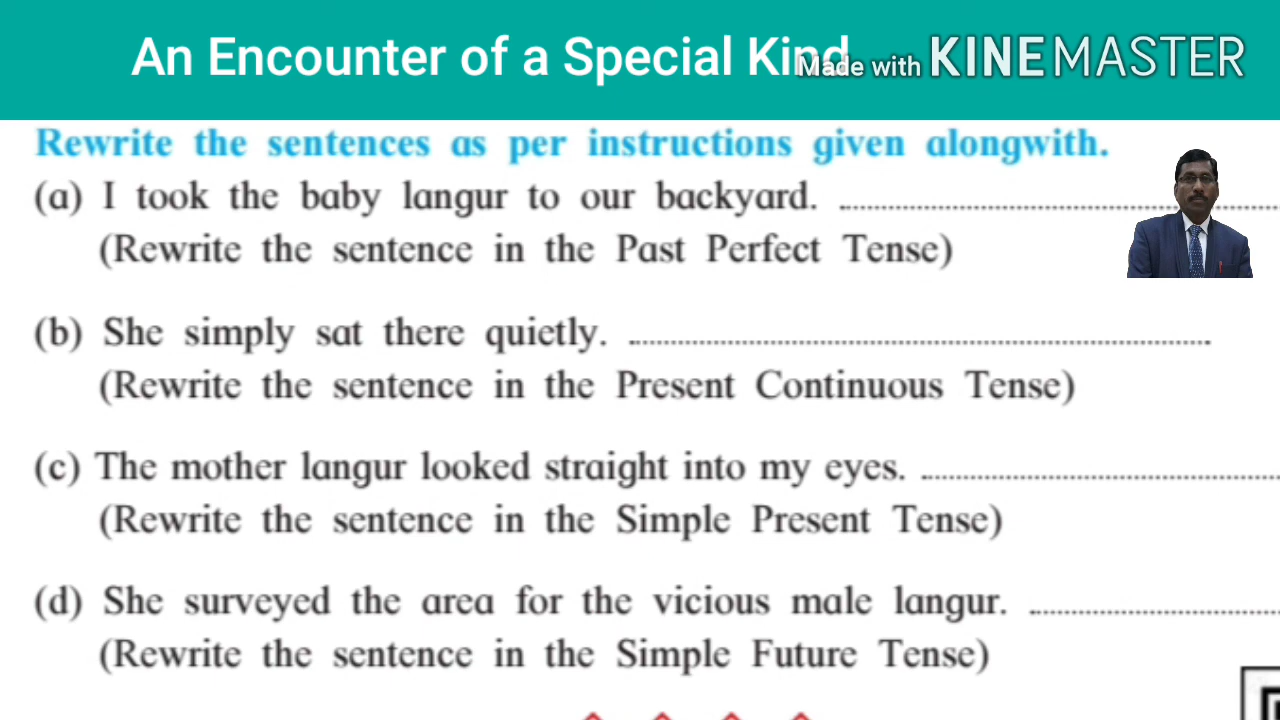 An Encounter of a Special Kind
Made with KINEMASTER
Rewrite the sentences as per instructions given alongwith.
(a) I took the baby langur to our backyard. ........................................
(Rewrite the sentence in the Past Perfect Tense)
(b) She simply sat there quietly. ........................................
(Rewrite the sentence in the Present Continuous Tense)
(c) The mother langur looked straight into my eyes. ........................................
(Rewrite the sentence in the Simple Present Tense)
(d) She surveyed the area for the vicious male langur. ........................................
(Rewrite the sentence in the Simple Future Tense)